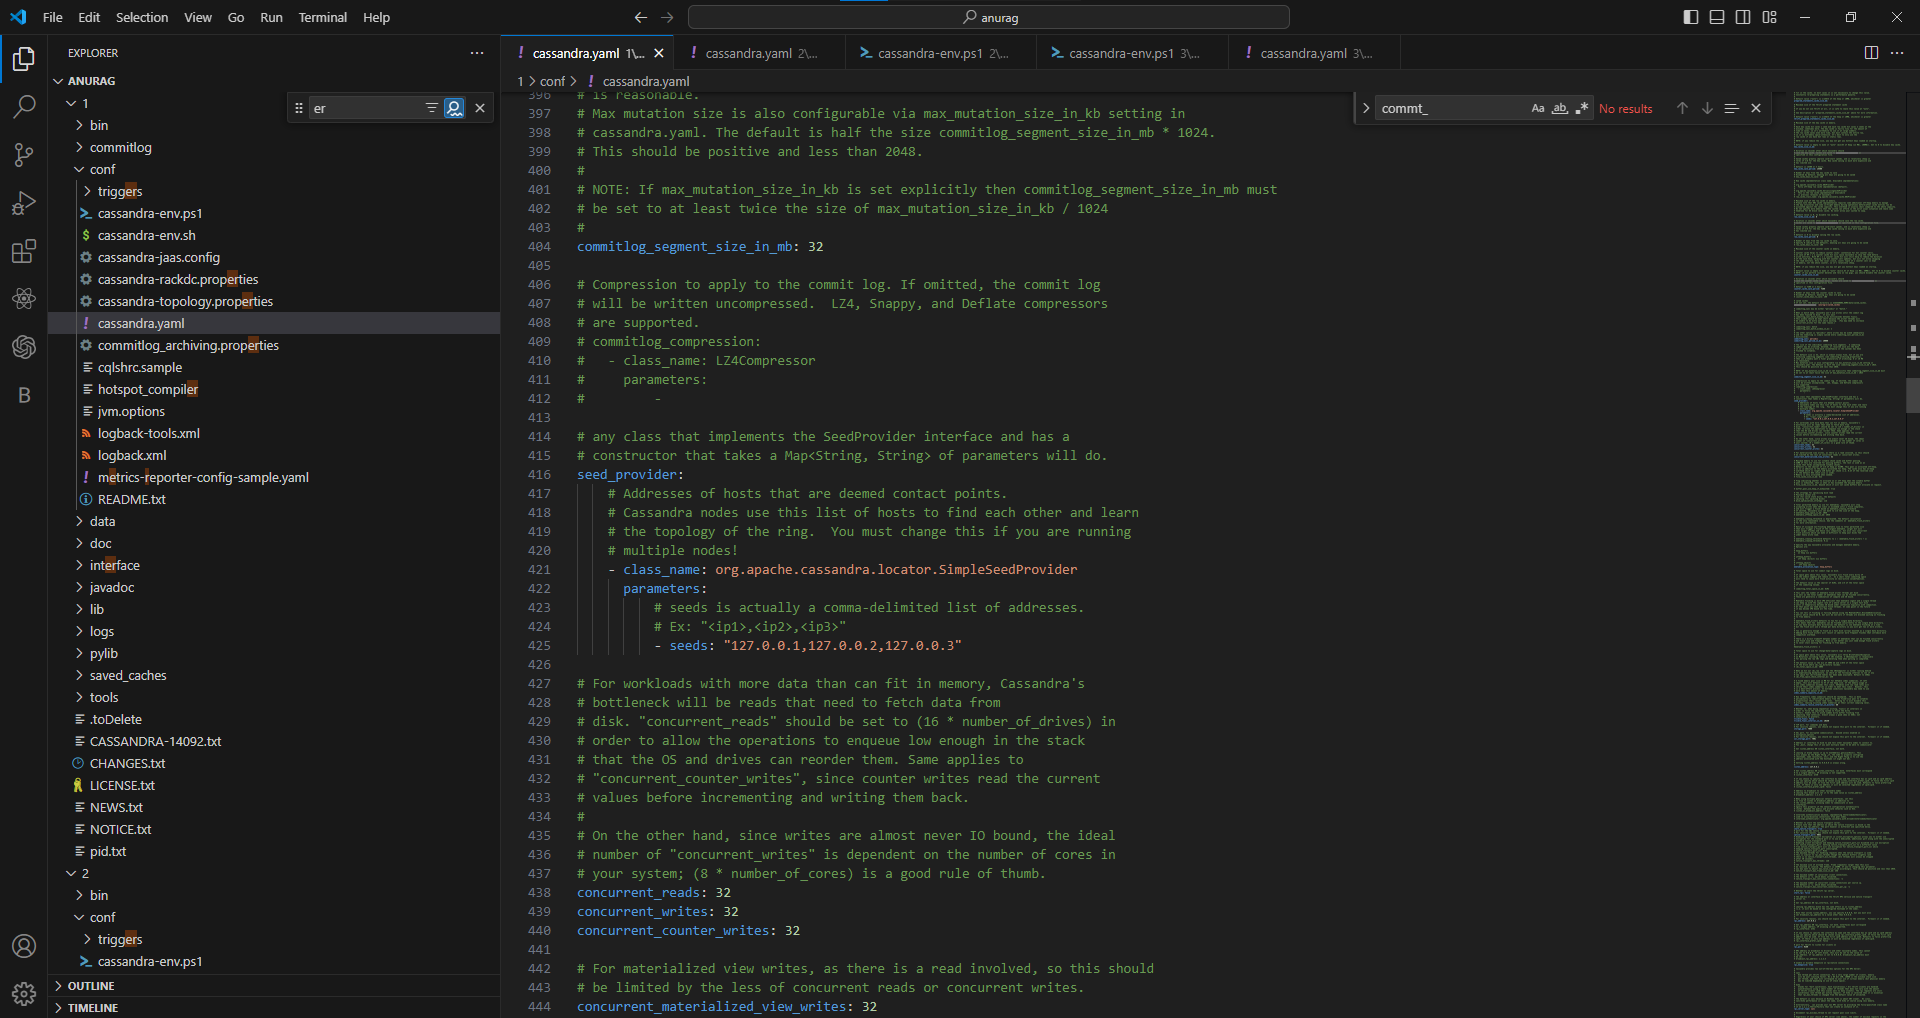 File Edit Selection View Go Run Terminal Help
anurag
EXPLORER
ANURAG
er
1
bin
commitlog
conf
triggers
cassandra-env.ps1
cassandra-env.sh
cassandra-jaas.config
cassandra-rackdc.properties
cassandra-topology.properties
cassandra.yaml
commitlog_archiving.properties
cqlshrc.sample
hotspot_compiler
jvm.options
logback-tools.xml
logback.xml
metrics-reporter-config-sample.yaml
README.txt
data
doc
interface
javadoc
lib
logs
pylib
saved_caches
tools
.toDelete
CASSANDRA-14092.txt
CHANGES.txt
LICENSE.txt
NEWS.txt
NOTICE.txt
pid.txt
2
bin
conf
triggers
cassandra-env.ps1
OUTLINE
TIMELINE
B
cassandra.yaml 1\... cassandra.yaml 2\... cassandra-env.ps1 2\... cassandra-env.ps1 3\... cassandra.yaml 3\...
1 > conf > ! cassandra.yaml
commt_ Aa ab .* No results
396 # is reasonable.
397 # Max mutation size is also configurable via max_mutation_size_in_kb setting in
398 # cassandra.yaml. The default is half the size commitlog_segment_size_in_mb * 1024.
399 # This should be positive and less than 2048.
400 #
401 # NOTE: If max_mutation_size_in_kb is set explicitly then commitlog_segment_size_in_mb must
402 # be set to at least twice the size of max_mutation_size_in_kb / 1024
403 #
404 commitlog_segment_size_in_mb: 32
405
406 # Compression to apply to the commit log. If omitted, the commit log
407 # will be written uncompressed.  LZ4, Snappy, and Deflate compressors
408 # are supported.
409 # commitlog_compression:
410 #   - class_name: LZ4Compressor
411 #     parameters:
412 #         -
413
414 # any class that implements the SeedProvider interface and has a
415 # constructor that takes a Map<String, String> of parameters will do.
416 seed_provider:
417     # Addresses of hosts that are deemed contact points.
418     # Cassandra nodes use this list of hosts to find each other and learn
419     # the topology of the ring.  You must change this if you are running
420     # multiple nodes!
421     - class_name: org.apache.cassandra.locator.SimpleSeedProvider
422       parameters:
423           # seeds is actually a comma-delimited list of addresses.
424           # Ex: "<ip1>,<ip2>,<ip3>"
425           - seeds: "127.0.0.1,127.0.0.2,127.0.0.3"
426
427 # For workloads with more data than can fit in memory, Cassandra's
428 # bottleneck will be reads that need to fetch data from
429 # disk. "concurrent_reads" should be set to (16 * number_of_drives) in
430 # order to allow the operations to enqueue low enough in the stack
431 # that the OS and drives can reorder them. Same applies to
432 # "concurrent_counter_writes", since counter writes read the current
433 # values before incrementing and writing them back.
434 #
435 # On the other hand, since writes are almost never IO bound, the ideal
436 # number of "concurrent_writes" is dependent on the number of cores in
437 # your system; (8 * number_of_cores) is a good rule of thumb.
438 concurrent_reads: 32
439 concurrent_writes: 32
440 concurrent_counter_writes: 32
441
442 # For materialized view writes, as there is a read involved, so this should
443 # be limited by the less of concurrent reads or concurrent writes.
444 concurrent_materialized_view_writes: 32